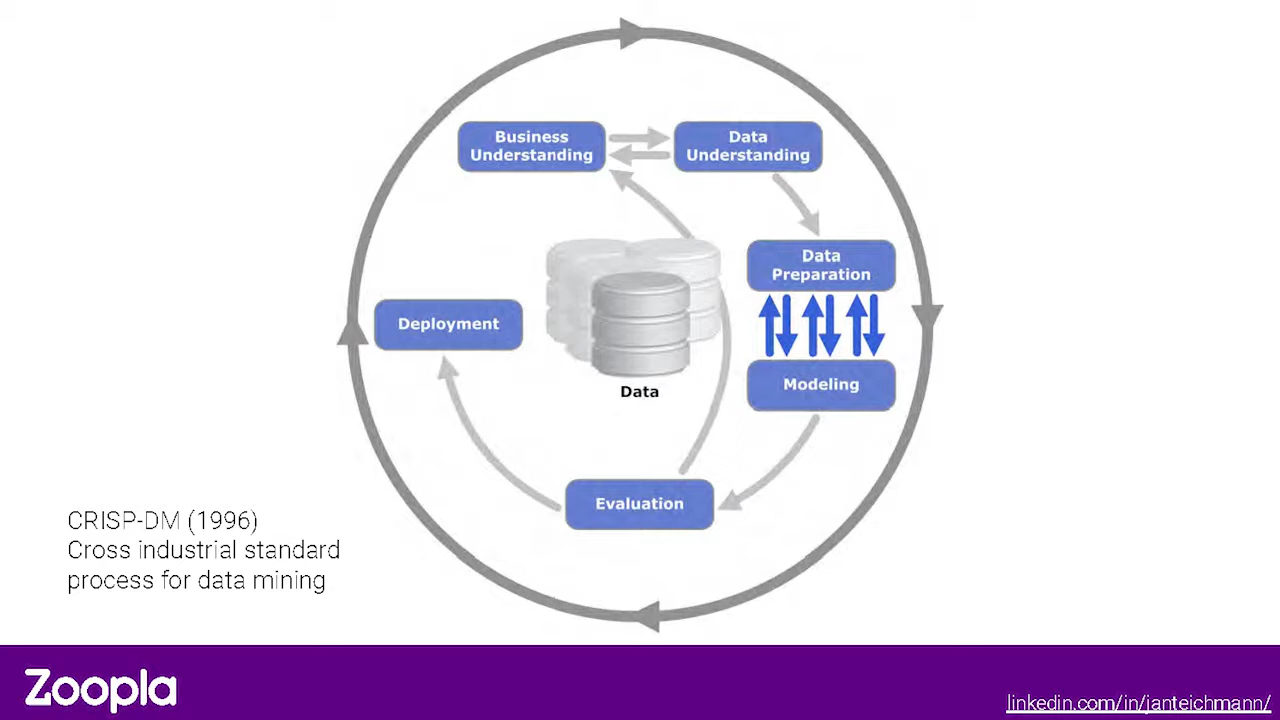 Business
Understanding
Data
Understanding
Data
Preparation
Deployment
Modeling
Data
Evaluation
CRISP-DM (1996)
Cross industrial standard
process for data mining
Zoopla
linkedin.com/in/janteichmann/